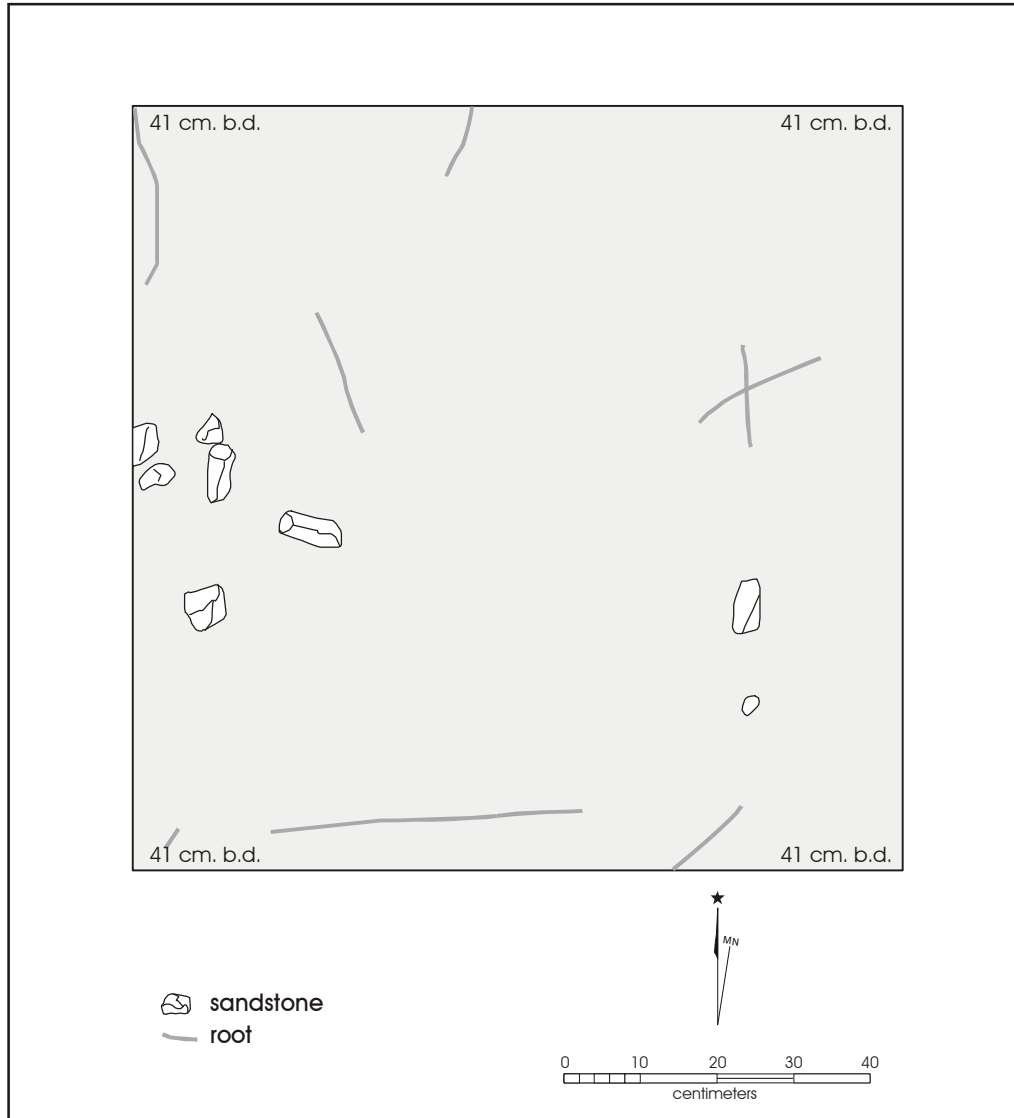 41 cm. b.d. 41 cm. b.d.
41 cm. b.d. 41 cm. b.d.
MN
sandstone
root
0 10 20 30 40
centimeters